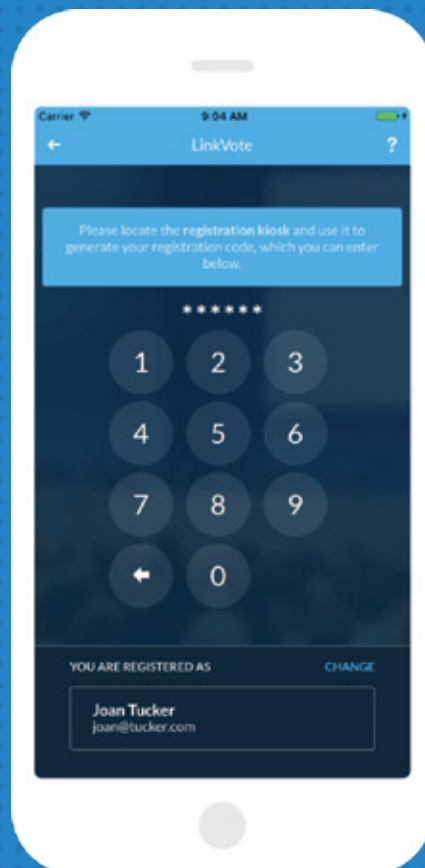 Carrier 9:04 AM
LinkVote ?
Please locate the registration kiosk and use it to
generate your registration code, which you can enter
below.
******
1 2 3
4 5 6
7 8 9
0
YOU ARE REGISTERED AS CHANGE
Joan Tucker
joan@tucker.com